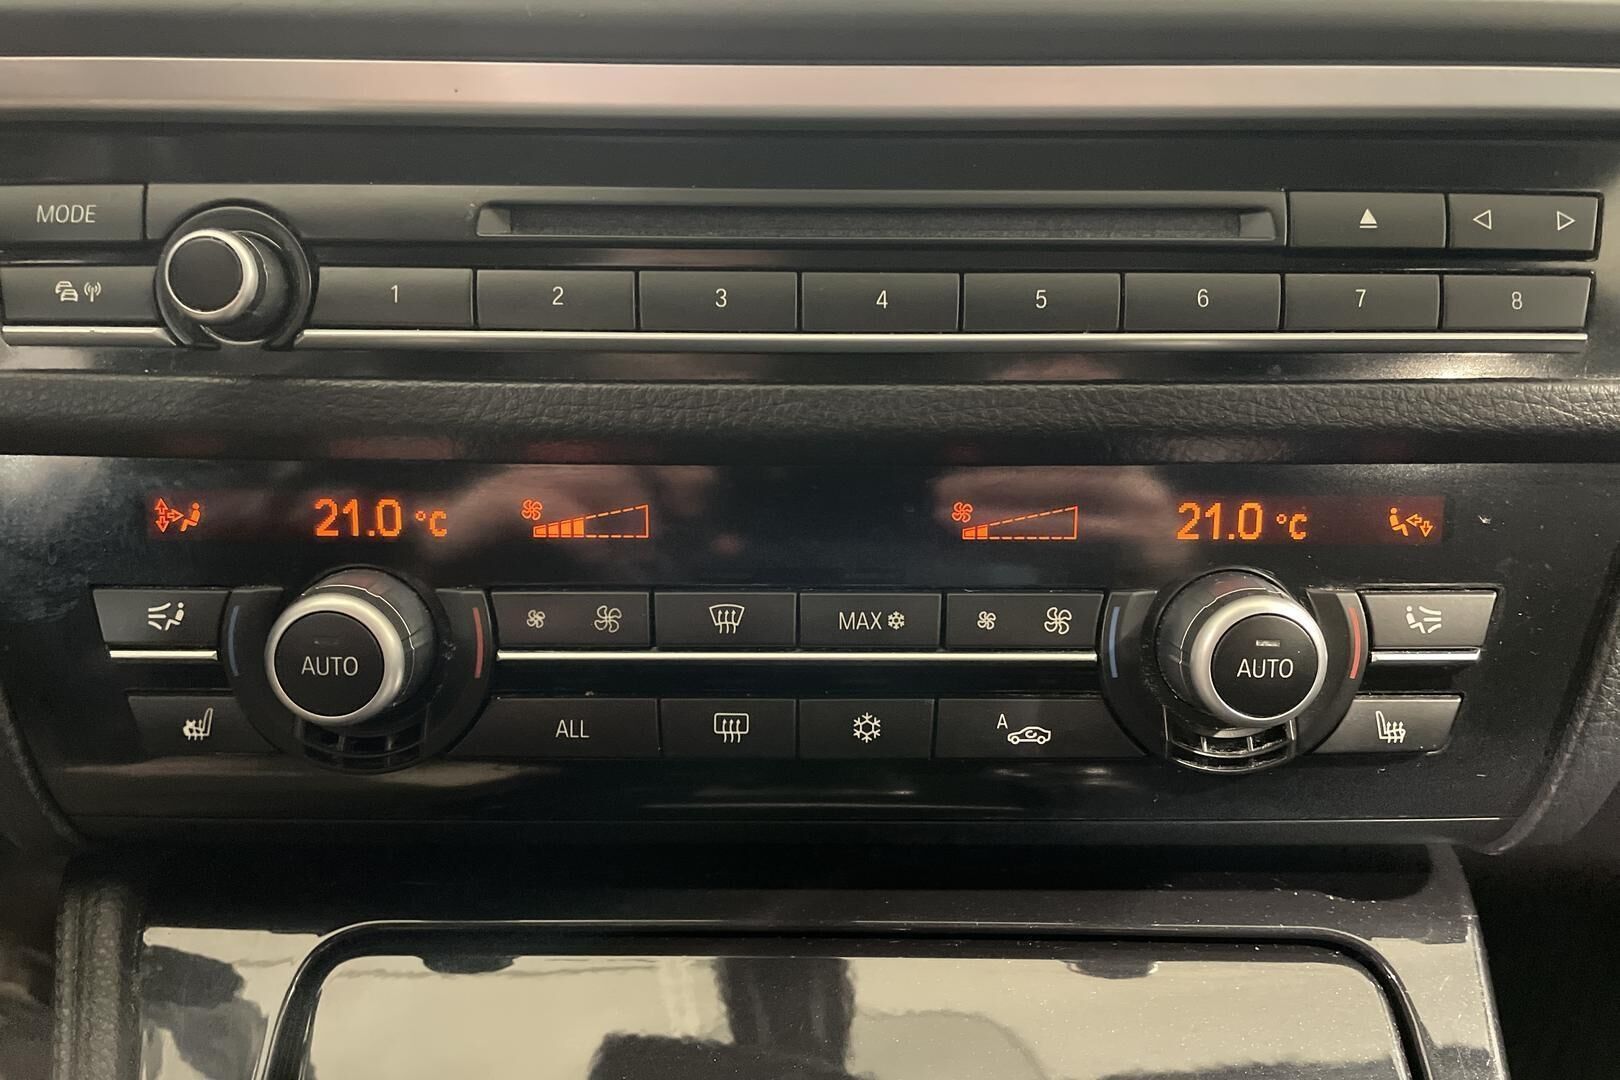 MODE
1 2 3 4 5 6 7 8
21.0 °C 21.0 °C
MAX
AUTO AUTO
ALL A